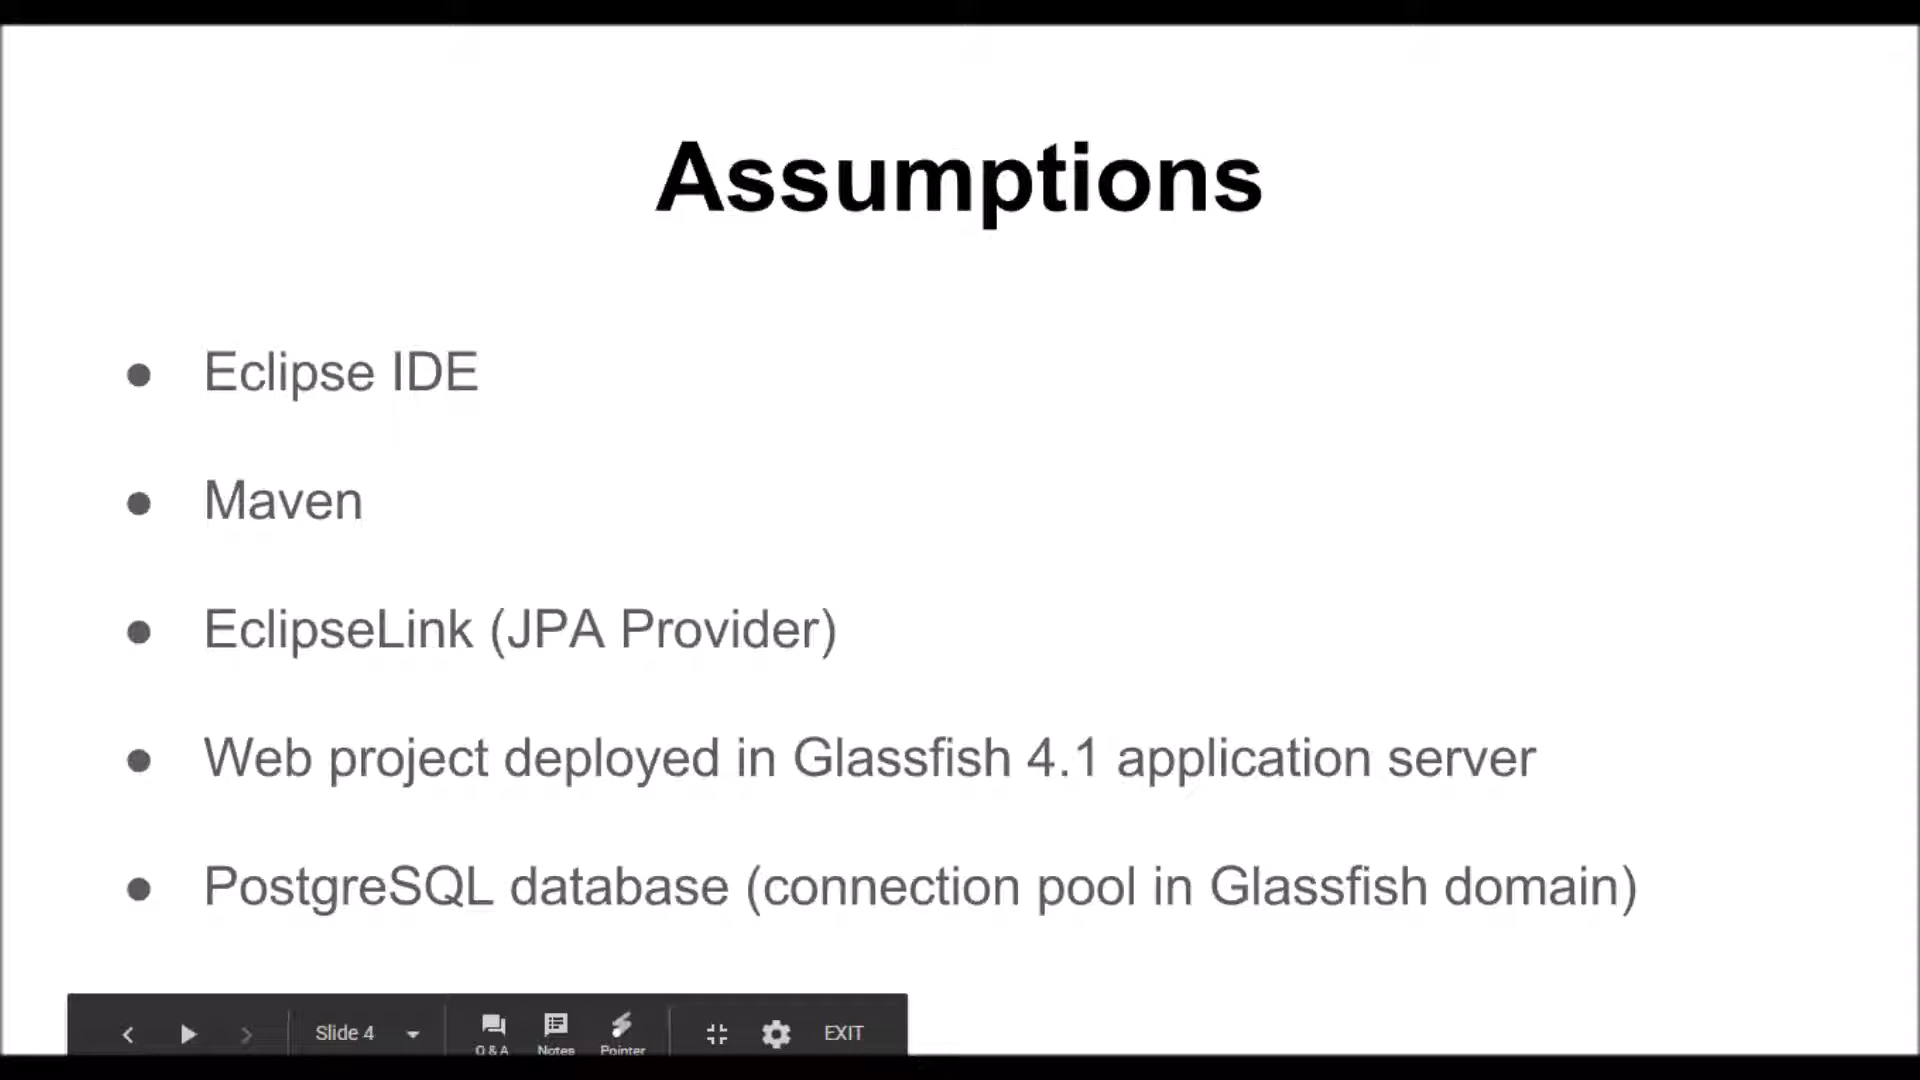 Assumptions
● Eclipse IDE
● Maven
● EclipseLink (JPA Provider)
● Web project deployed in Glassfish 4.1 application server
● PostgreSQL database (connection pool in Glassfish domain)
Slide 4
Q & A
Notes
Pointer
EXIT